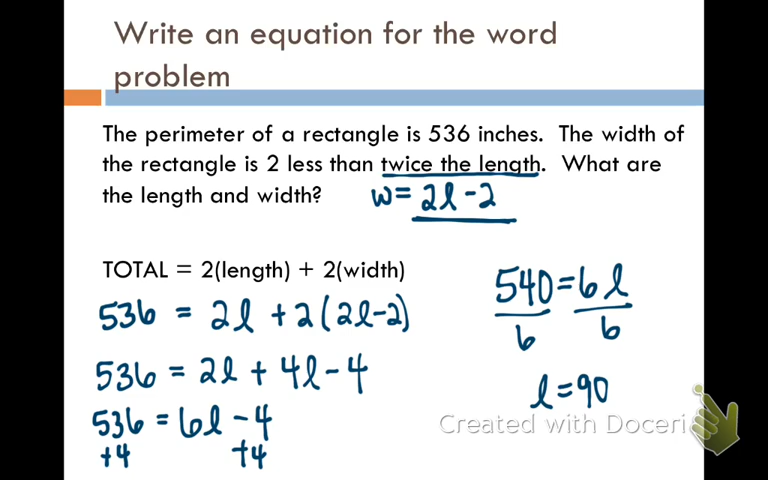 Write an equation for the word
problem
The perimeter of a rectangle is 536 inches. The width of
the rectangle is 2 less than twice the length. What are
the length and width?
w = 2l - 2
TOTAL = 2(length) + 2(width)
536 = 2l + 2(2l-2)
536 = 2l + 4l - 4
536 = 6l - 4
+4 +4
540 = 6l
6 6
l = 90
Created with Doceri